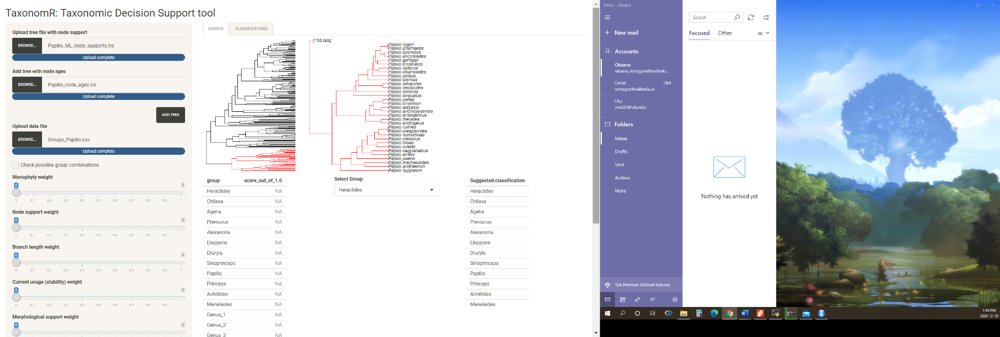 TaxonomR: Taxonomic Decision Support tool
Upload tree file with node support
BROWSE... Papilio_ML_node_supports.tre
Upload complete
Add tree with node ages
BROWSE... Papilio_node_ages.tre
Upload complete
ADD TREE
Upload data file
BROWSE... Groups_Papilio.csv
Upload complete
Check possible group combinations
Monophyly weight
0 1
0 0.1 0.2 0.3 0.4 0.5 0.6 0.7 0.8 0.9 1
Node support weight
0 1
0 0.1 0.2 0.3 0.4 0.5 0.6 0.7 0.8 0.9 1
Branch length weight
0 1
0 0.1 0.2 0.3 0.4 0.5 0.6 0.7 0.8 0.9 1
Current usage (stability) weight
0 1
0 0.1 0.2 0.3 0.4 0.5 0.6 0.7 0.8 0.9 1
Morphological support weight
0 1
GROUPS CLASSIFICATIONS
[155 tips]
Papilio rogeri
Papilio pharnaces
Papilio epenetus
Papilio anchisiades
Papilio garleppi
Papilio erostratus
Papilio isidorus
Papilio chiansiades
Papilio pelaus
Papilio oxynius
Papilio lamarchei
Papilio hectorides
Papilio himeros
Papilio torquatus
Papilio pallas
Papilio ornythion
Papilio astyalus
Papilio anchicayaensis
Papilio aristodemus
Papilio thersites
Papilio androgeus
Papilio rumiko
Papilio cresphontes
Papilio homothoas
Papilio melonius
Papilio thoas
Papilio oviedo
Papilio caiguanabus
Papilio aristor
Papilio paeon
Papilio machaonides
Papilio andraemon
Papilio hyppason
group score_out_of_1.0
Heraclides NA
Chilasa NA
Ageha NA
Pterourus NA
Alexanoria NA
Eleppone NA
Druryia NA
Sinoprinceps NA
Papilio NA
Princeps NA
Achillides NA
Menelaides NA
Genus_1 NA
Genus_2 NA
Genus_3 NA
Select Group
Heraclides
Suggested.classification
Heraclides
Chilasa
Ageha
Pterourus
Alexanoria
Eleppone
Druryia
Sinoprinceps
Papilio
Princeps
Achillides
Menelaides
Inbox - Oksana
New mail
Accounts
Oksana
oksana_vernygora@outlook....
Gmail 264
vernygor@ualberta.ca
Uky
ove224@uky.edu
Folders
Inbox
Drafts
Sent
Archive
More
Get Premium Outlook features
Search
Focused Other All
Nothing has arrived yet
1:58 PM
2020-12-10